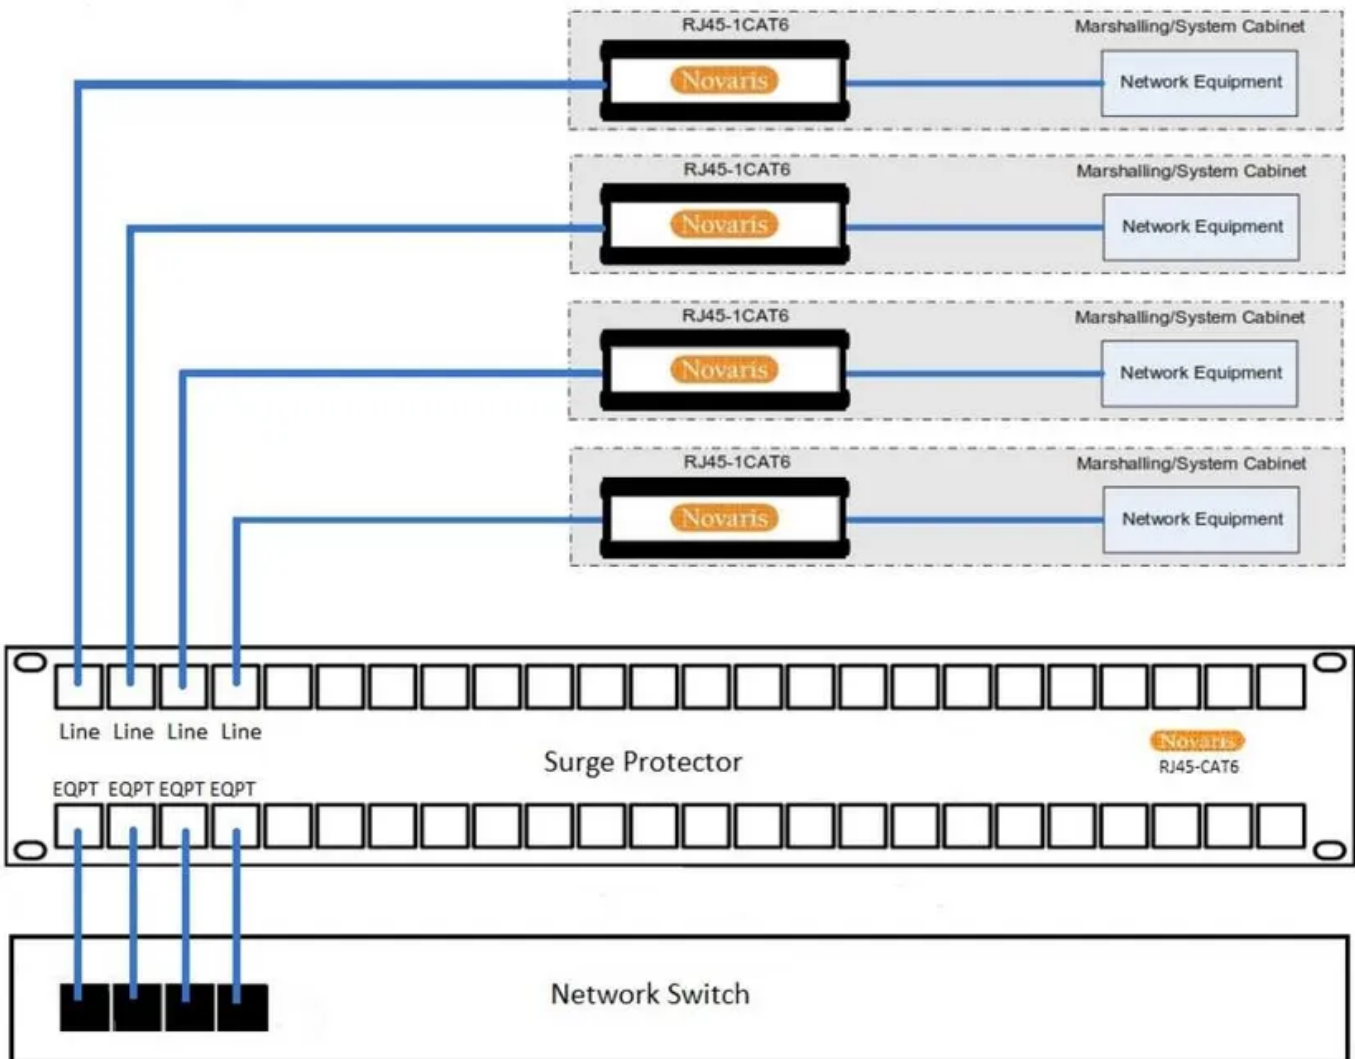 RJ45-1CAT6
Marshalling/System Cabinet
Novaris
Network Equipment
RJ45-1CAT6
Marshalling/System Cabinet
Novaris
Network Equipment
RJ45-1CAT6
Marshalling/System Cabinet
Novaris
Network Equipment
RJ45-1CAT6
Marshalling/System Cabinet
Novaris
Network Equipment
Line Line Line Line
Novaris
Surge Protector
RJ45-CAT6
EQPT EQPT EQPT EQPT
Network Switch